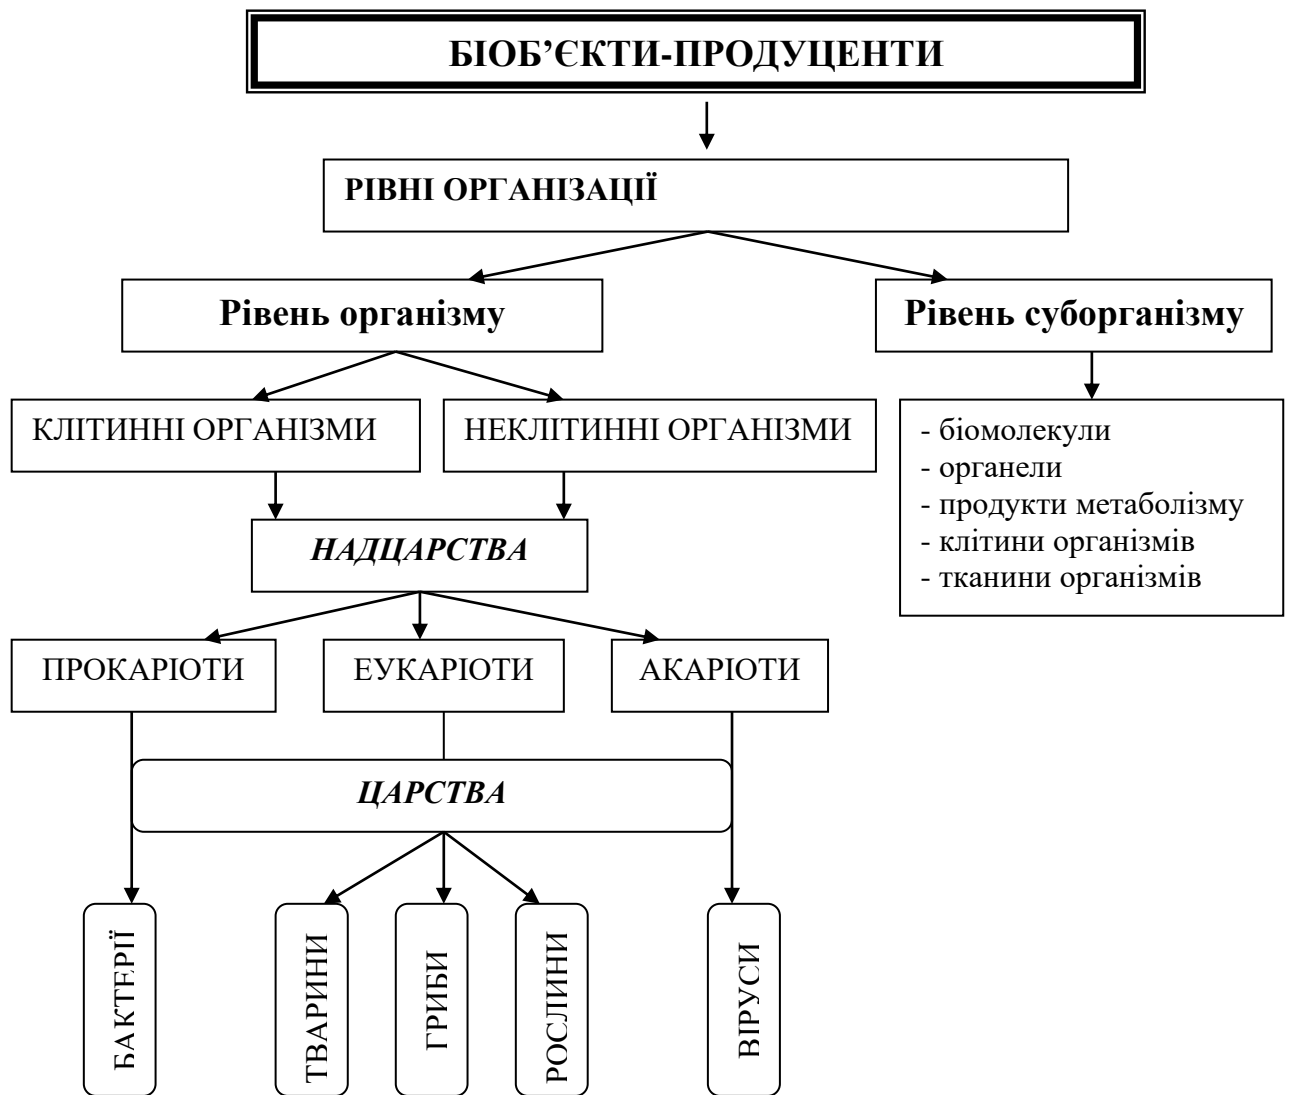 БІОБ’ЄКТИ-ПРОДУЦЕНТИ
РІВНІ ОРГАНІЗАЦІЇ
Рівень організму
Рівень суборганізму
КЛІТИННІ ОРГАНІЗМИ
НЕКЛІТИННІ ОРГАНІЗМИ
- біомолекули
- органели
- продукти метаболізму
- клітини організмів
- тканини організмів
НАДЦАРСТВА
ПРОКАРІОТИ
ЕУКАРІОТИ
АКАРІОТИ
ЦАРСТВА
БАКТЕРІЇ
ТВАРИНИ
ГРИБИ
РОСЛИНИ
ВІРУСИ